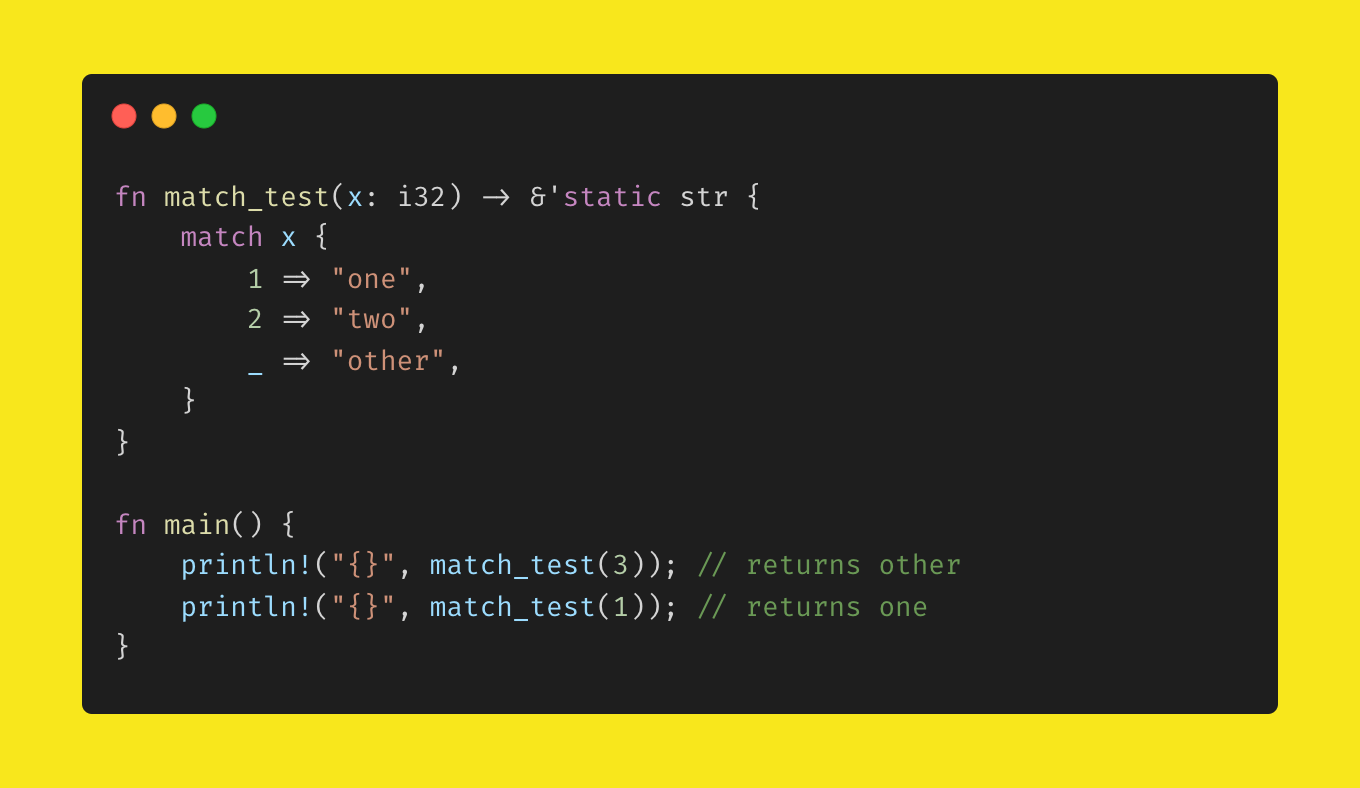 fn match_test(x: i32) -> &'static str {
    match x {
        1 => "one",
        2 => "two",
        _ => "other",
    }
}

fn main() {
    println!("{}", match_test(3)); // returns other
    println!("{}", match_test(1)); // returns one
}